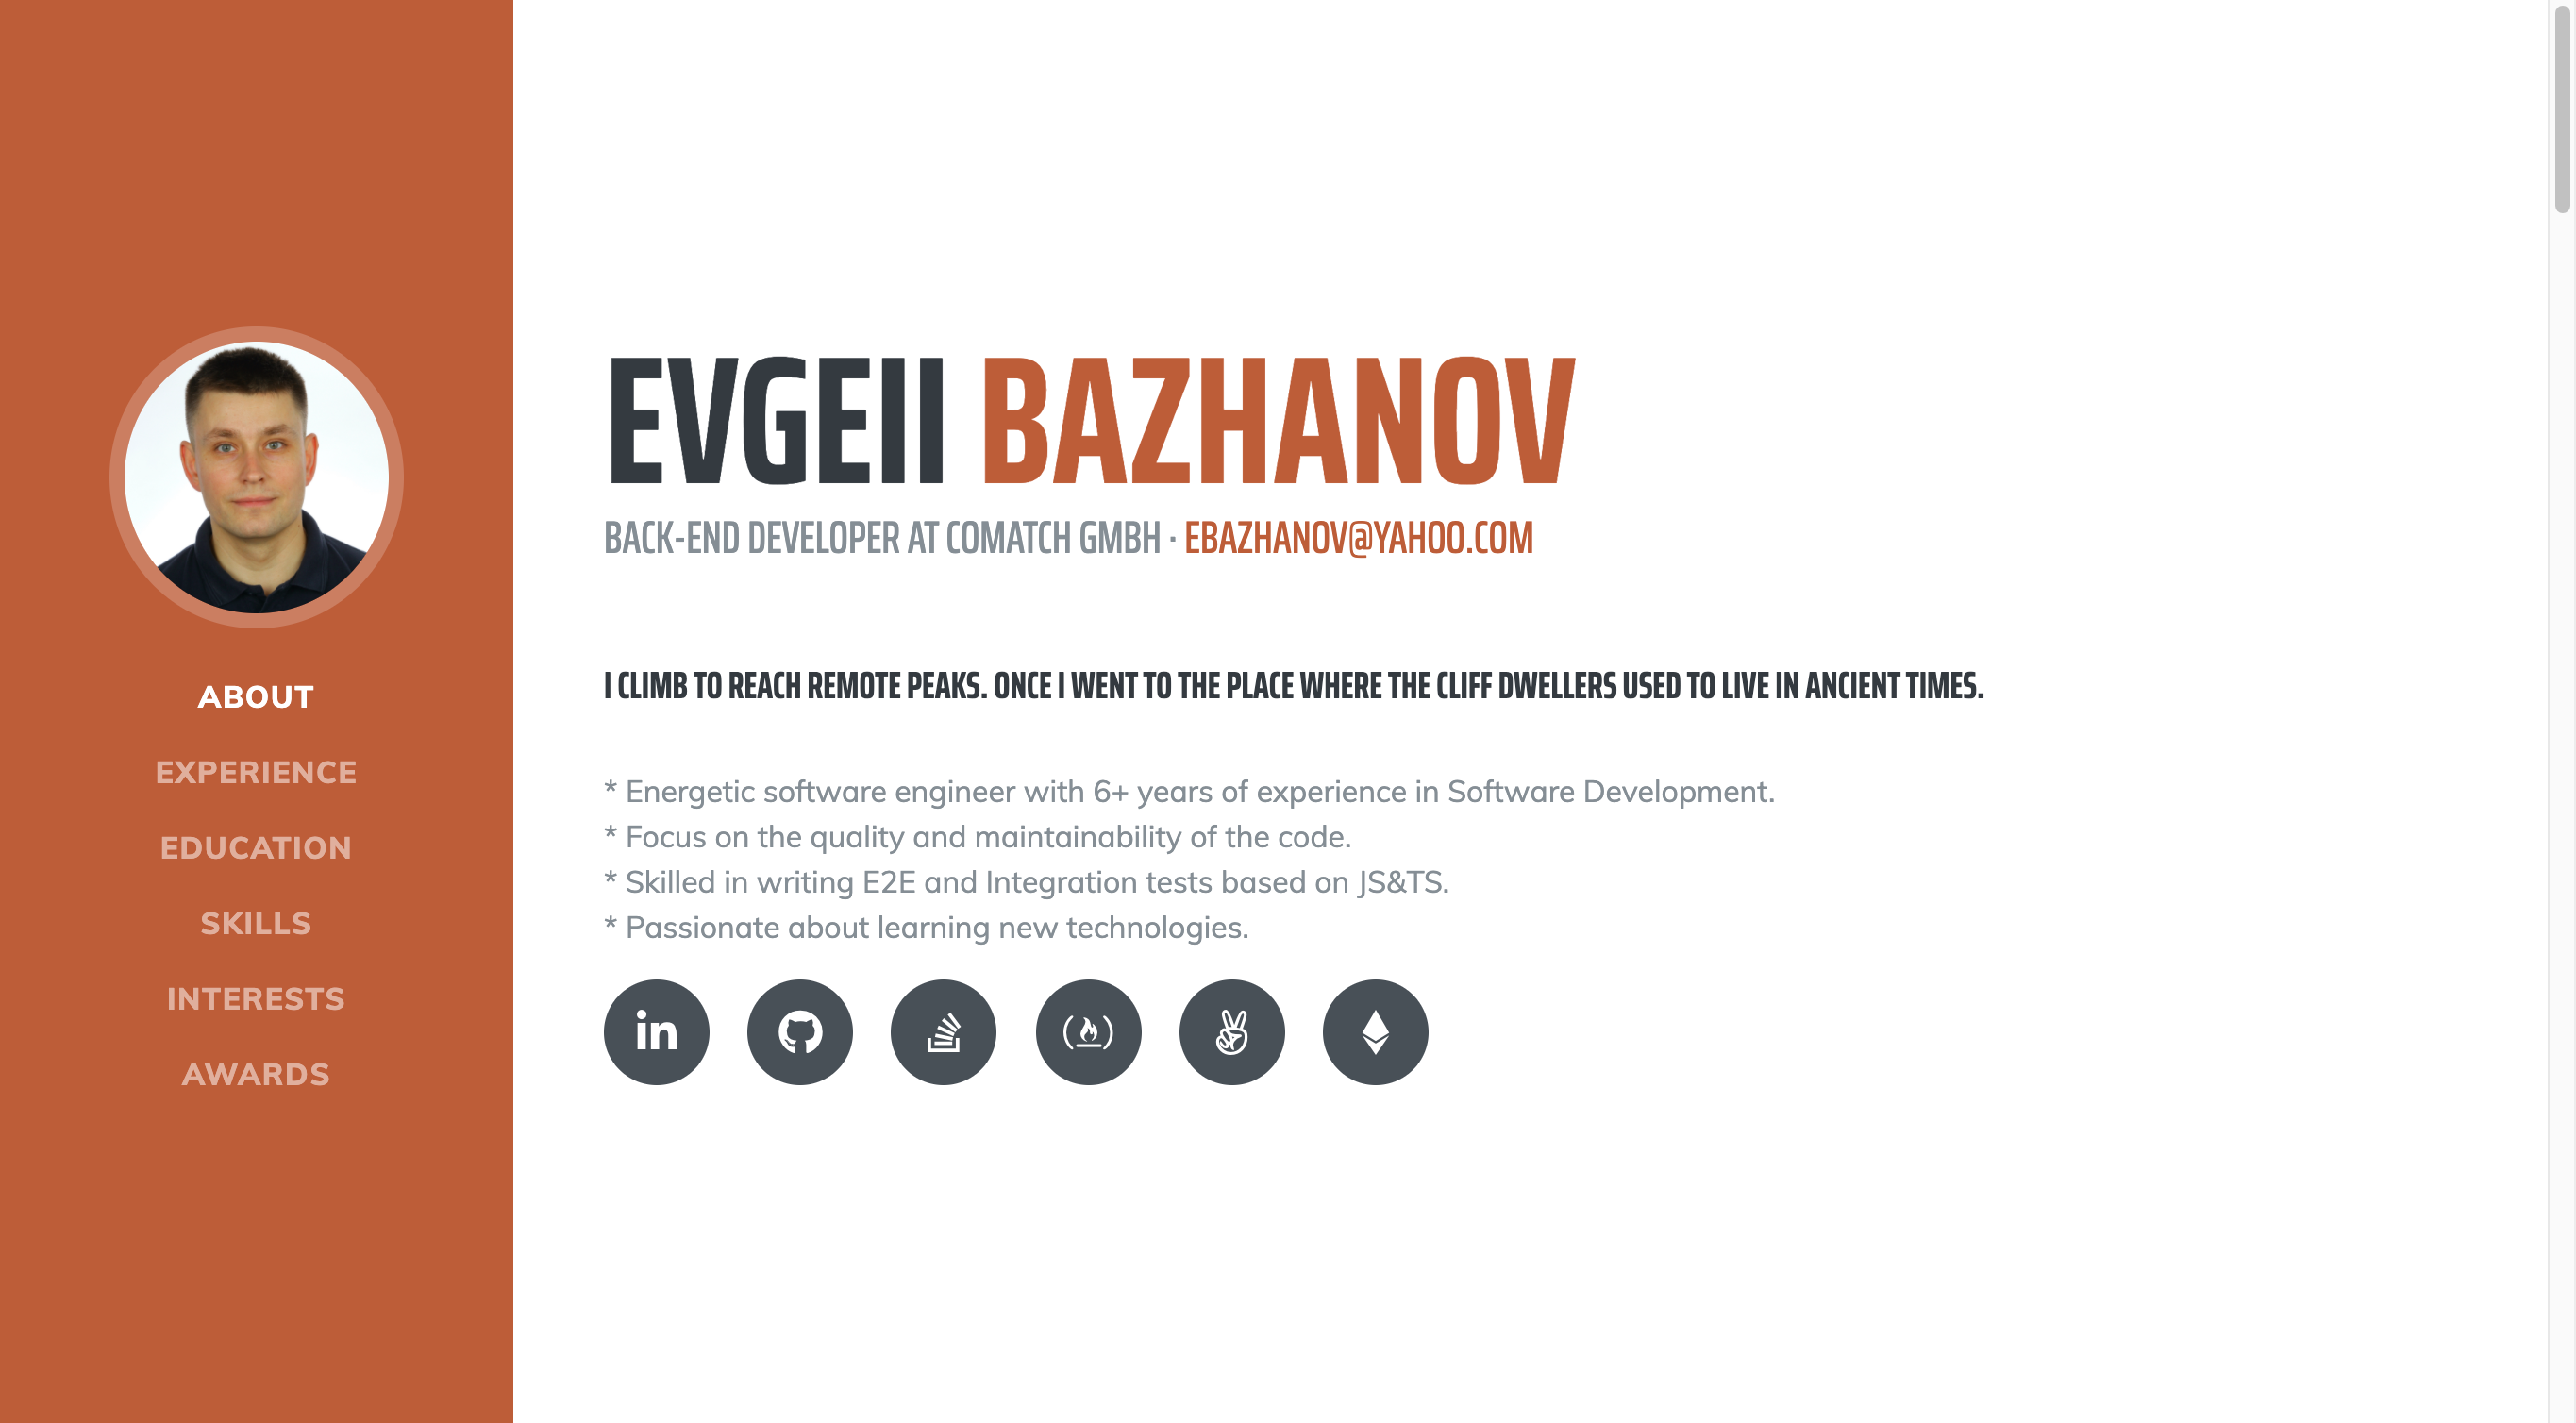 ABOUT
EXPERIENCE
EDUCATION
SKILLS
INTERESTS
AWARDS
EVGEII BAZHANOV
BACK-END DEVELOPER AT COMATCH GMBH · EBAZHANOV@YAHOO.COM
I CLIMB TO REACH REMOTE PEAKS. ONCE I WENT TO THE PLACE WHERE THE CLIFF DWELLERS USED TO LIVE IN ANCIENT TIMES.
* Energetic software engineer with 6+ years of experience in Software Development.
* Focus on the quality and maintainability of the code.
* Skilled in writing E2E and Integration tests based on JS&TS.
* Passionate about learning new technologies.
in